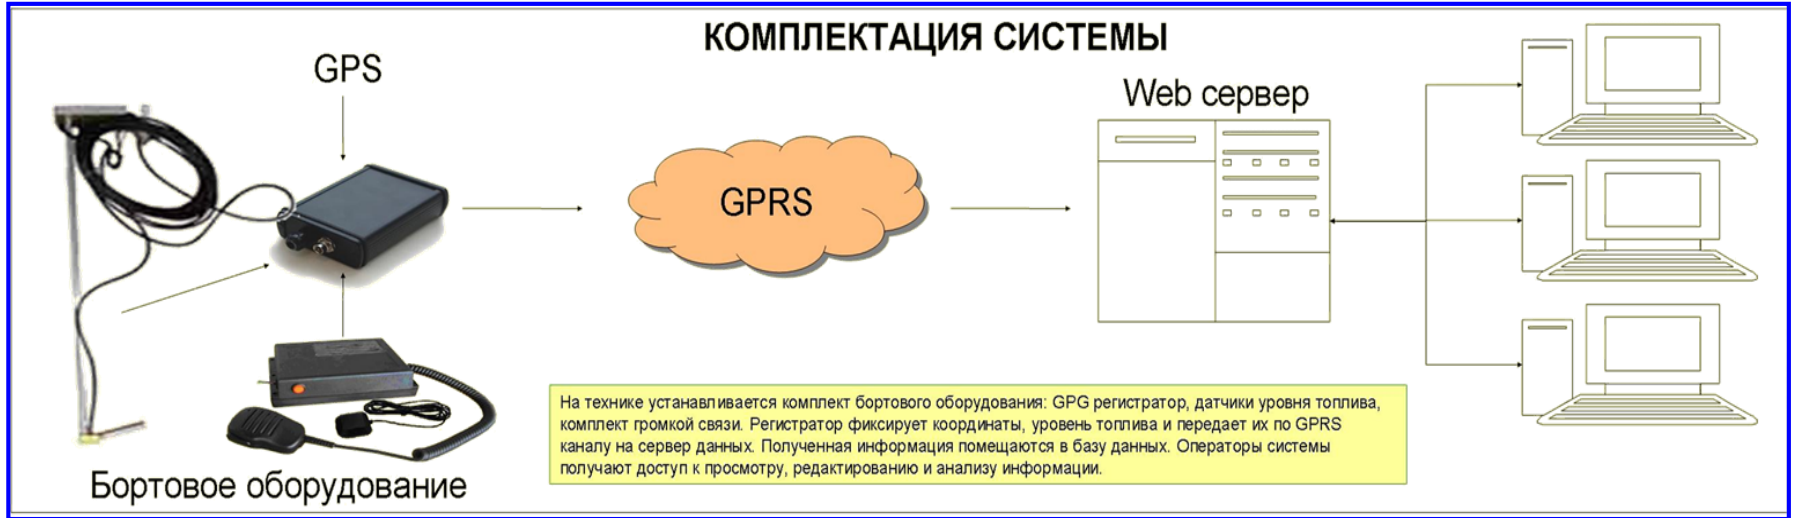 КОМПЛЕКТАЦИЯ СИСТЕМЫ
GPS
Web сервер
GPRS
На технике устанавливается комплект бортового оборудования: GPG регистратор, датчики уровня топлива,
комплект громкой связи. Регистратор фиксирует координаты, уровень топлива и передает их по GPRS
каналу на сервер данных. Полученная информация помещаются в базу данных. Операторы системы
получают доступ к просмотру, редактированию и анализу информации.
Бортовое оборудование